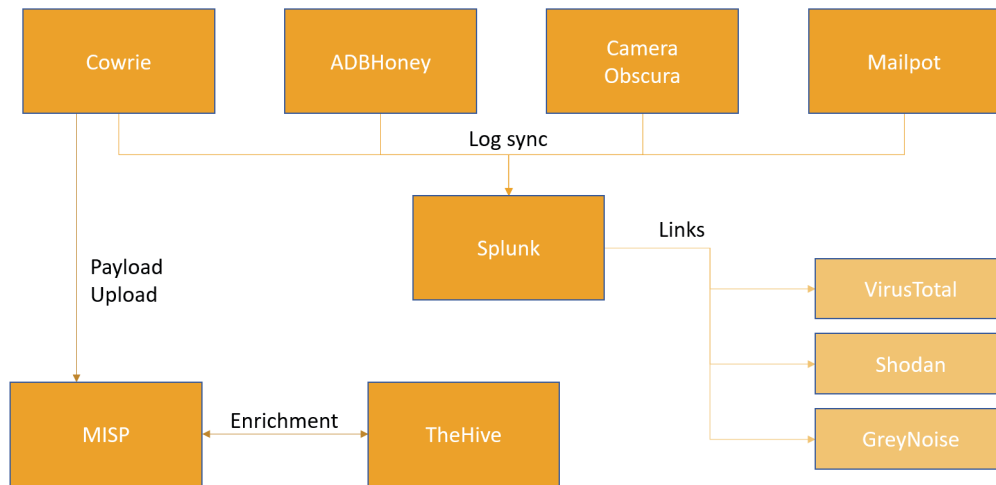 Cowrie
ADBHoney
Camera
Obscura
Mailpot
Log sync
Splunk
Links
Payload
Upload
VirusTotal
Shodan
MISP
Enrichment
TheHive
GreyNoise